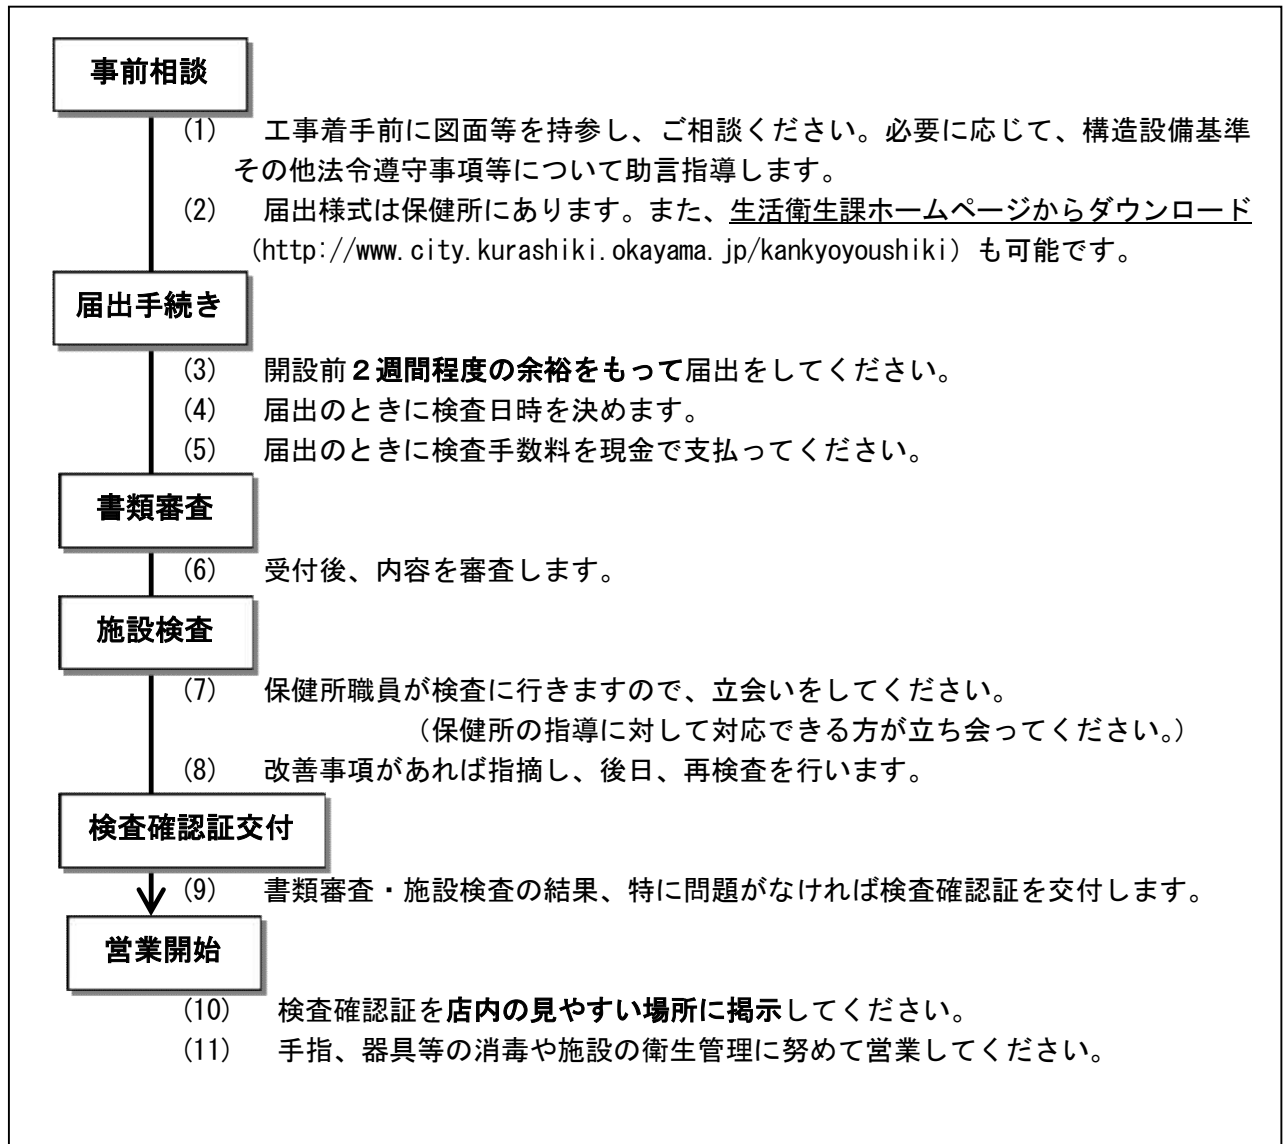 事前相談
(1) 工事着手前に図面等を持参し、ご相談ください。必要に応じて、構造設備基準
その他法令遵守事項等について助言指導します。
(2) 届出様式は保健所にあります。また、生活衛生課ホームページからダウンロード
(http://www.city.kurashiki.okayama.jp/kankyoyoushiki) も可能です。
届出手続き
(3) 開設前２週間程度の余裕をもって届出をしてください。
(4) 届出のときに検査日時を決めます。
(5) 届出のときに検査手数料を現金で支払ってください。
書類審査
(6) 受付後、内容を審査します。
施設検査
(7) 保健所職員が検査に行きますので、立会いをしてください。
（保健所の指導に対して対応できる方が立ち会ってください。）
(8) 改善事項があれば指摘し、後日、再検査を行います。
検査確認証交付
(9) 書類審査・施設検査の結果、特に問題がなければ検査確認証を交付します。
営業開始
(10) 検査確認証を店内の見やすい場所に掲示してください。
(11) 手指、器具等の消毒や施設の衛生管理に努めて営業してください。